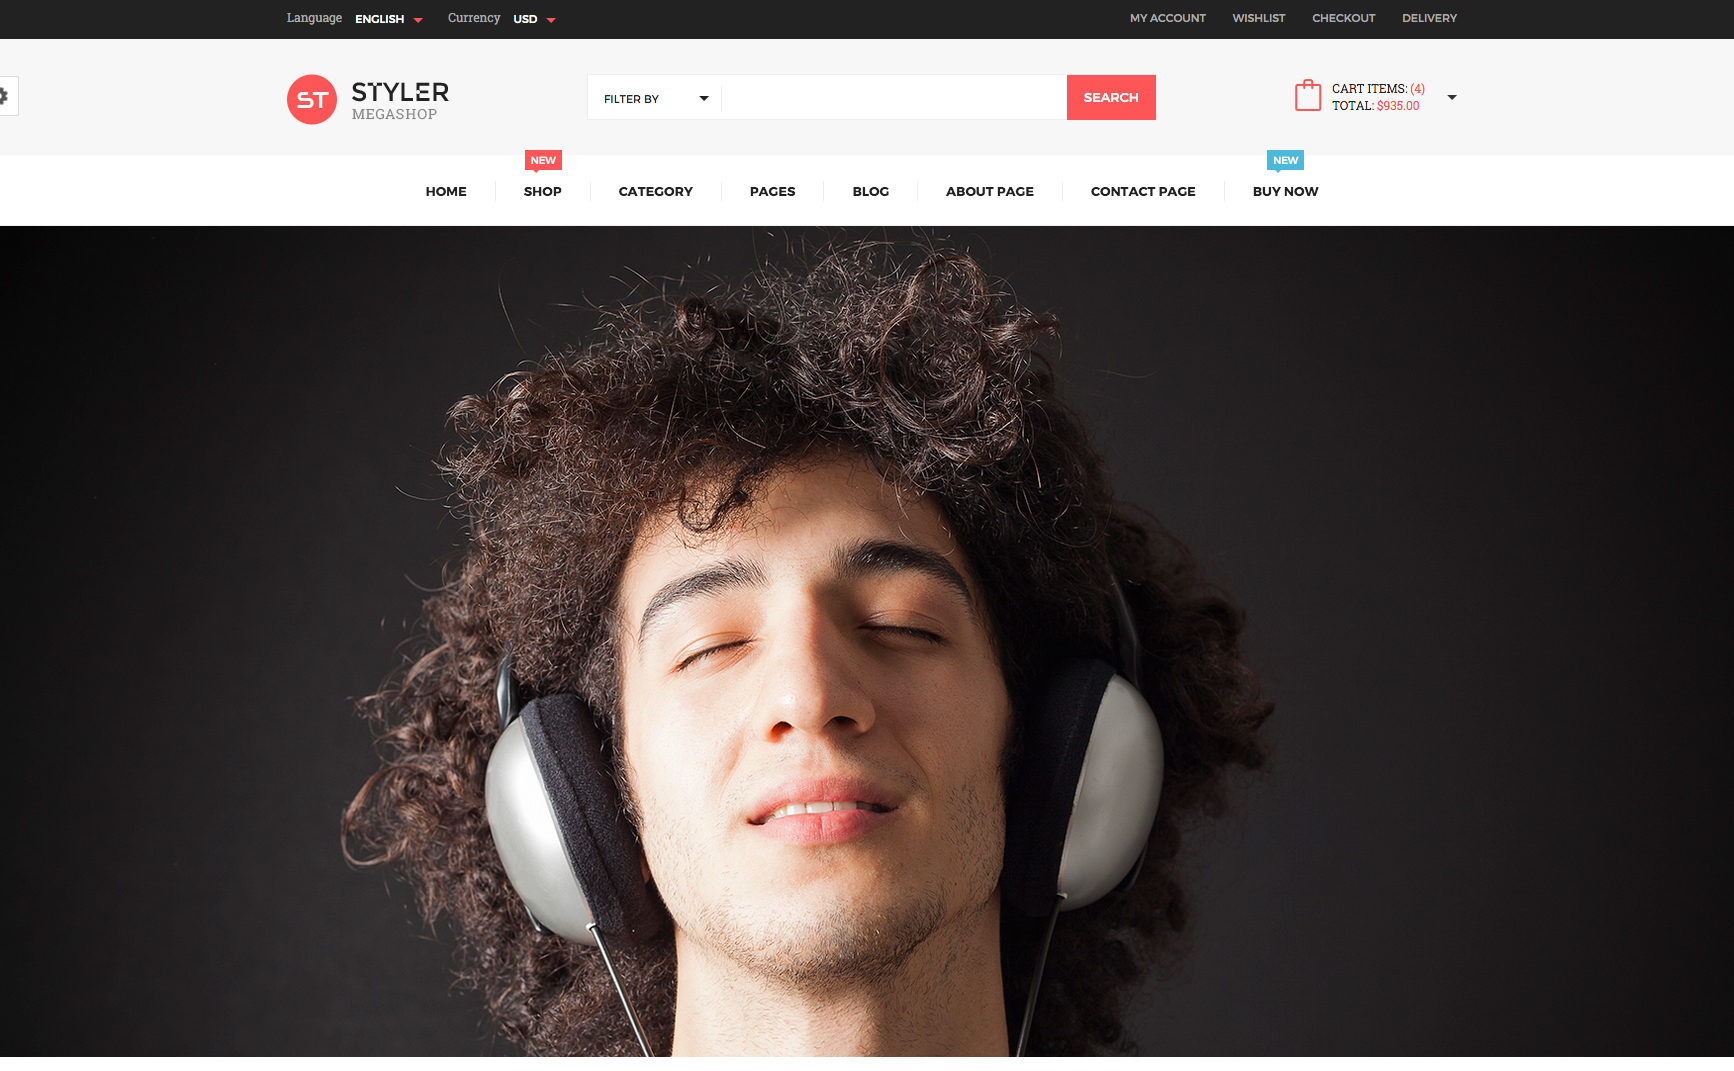 Language ENGLISH Currency USD MY ACCOUNT WISHLIST CHECKOUT DELIVERY
ST STYLER
MEGASHOP
FILTER BY
SEARCH
CART ITEMS: (4)
TOTAL: $935.00
NEW NEW
HOME SHOP CATEGORY PAGES BLOG ABOUT PAGE CONTACT PAGE BUY NOW